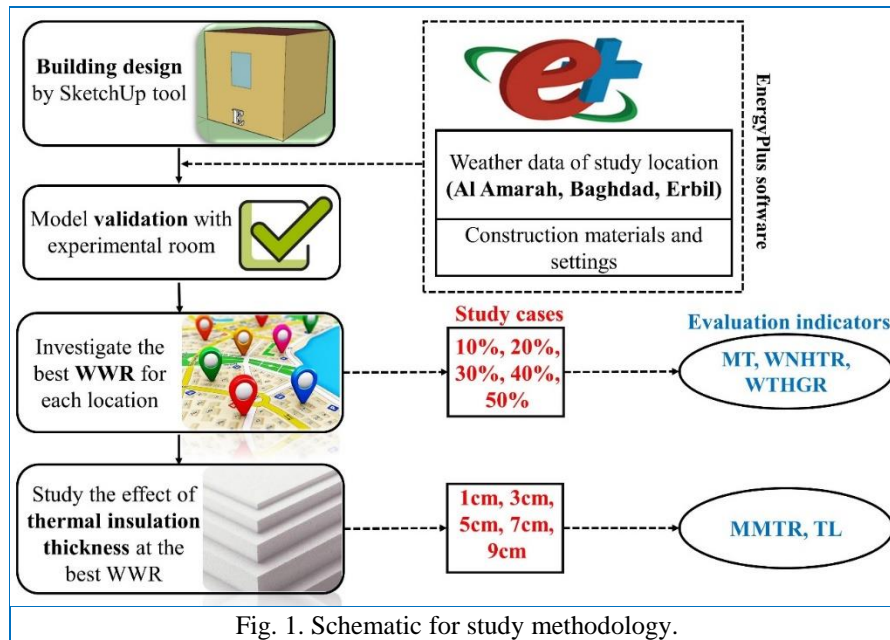 Building design
by SketchUp tool
E
e+
Weather data of study location
(Al Amarah, Baghdad, Erbil)
Construction materials and
settings
EnergyPlus software
Model validation with
experimental room
Investigate the
best WWR for
each location
Study cases
10%, 20%,
30%, 40%,
50%
Evaluation indicators
MT, WNHTR,
WTHGR
Study the effect of
thermal insulation
thickness at the
best WWR
1cm, 3cm,
5cm, 7cm,
9cm
MMTR, TL
Fig. 1. Schematic for study methodology.